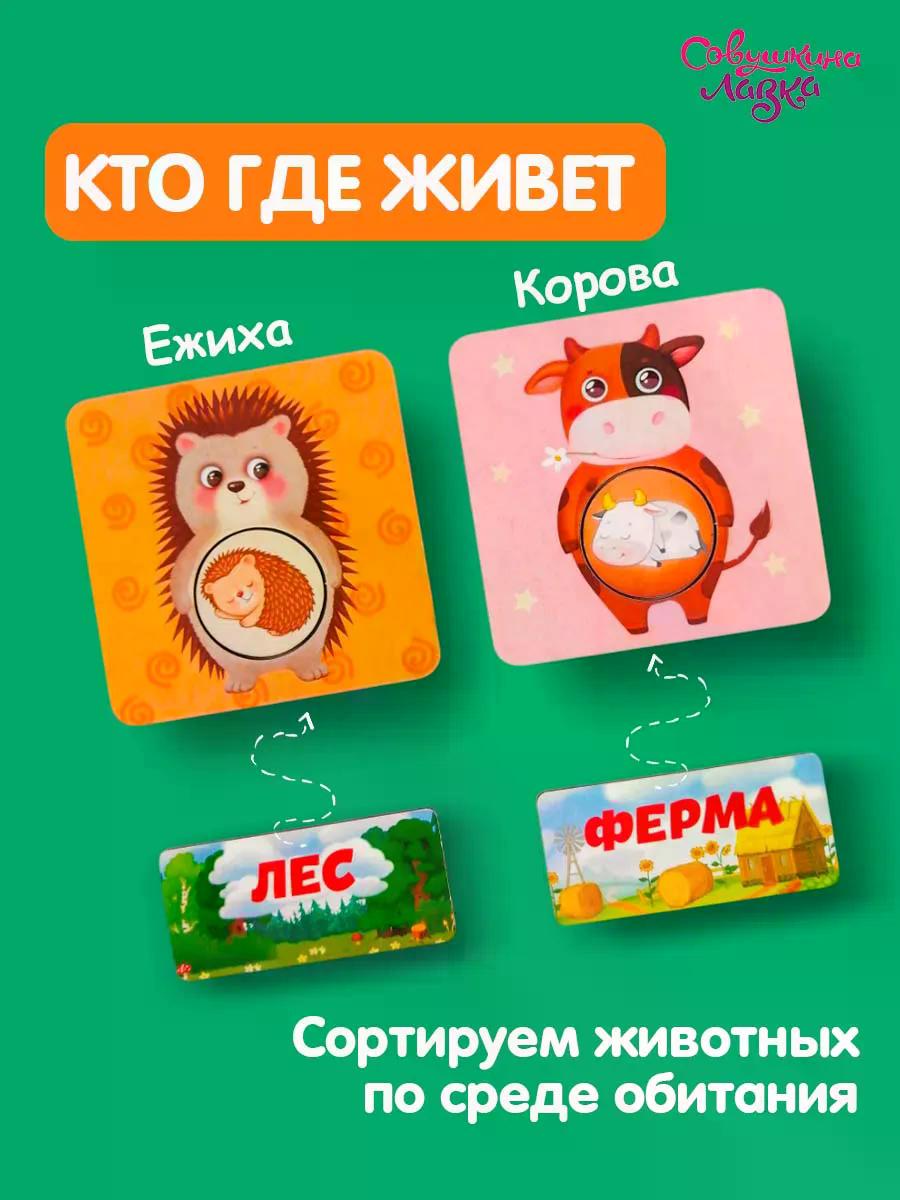 Совушкина
Лавка
КТО ГДЕ ЖИВЕТ
Корова
Ежиха
ФЕРМА
ЛЕС
Сортируем животных
по среде обитания